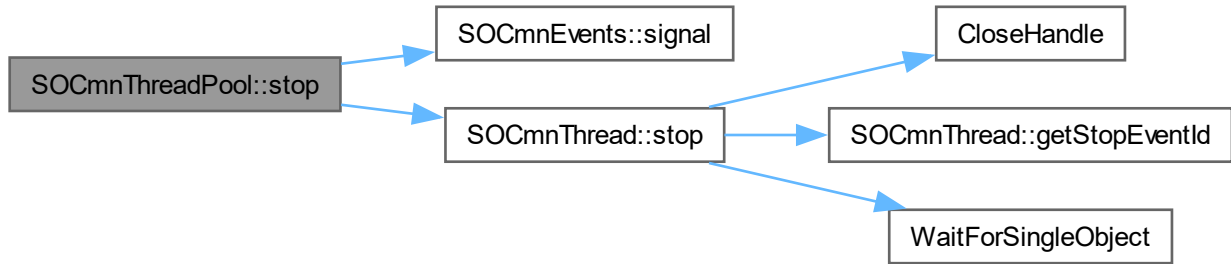 SOCmnThreadPool::stop
SOCmnEvents::signal
SOCmnThread::stop
CloseHandle
SOCmnThread::getStopEventId
WaitForSingleObject